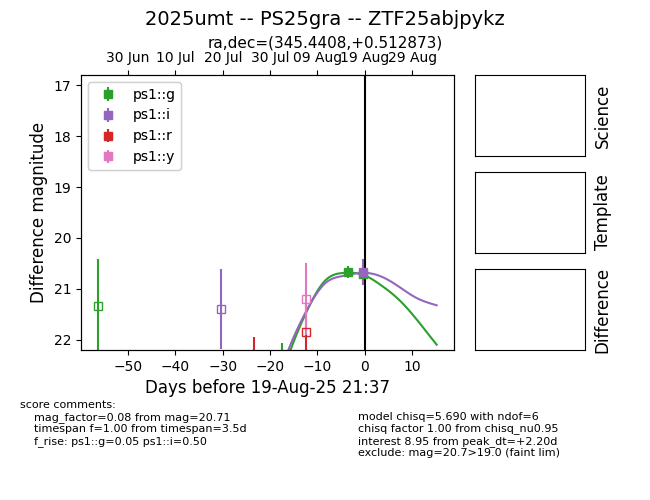 2025umt -- PS25gra -- ZTF25abjpykz
ra,dec=(345.4408,+0.512873)
30 Jun 10 Jul 20 Jul 30 Jul 09 Aug 19 Aug 29 Aug
17
18
19
20
21
22
Difference magnitude
ps1::g
ps1::i
ps1::r
ps1::y
−50 −40 −30 −20 −10 0 10
Days before 19-Aug-25 21:37
Science
Template
Difference
score comments:
mag_factor=0.08 from mag=20.71
timespan f=1.00 from timespan=3.5d
f_rise: ps1::g=0.05 ps1::i=0.50
model chisq=5.690 with ndof=6
chisq factor 1.00 from chisq_nu0.95
interest 8.95 from peak_dt=+2.20d
exclude: mag=20.7>19.0 (faint lim)